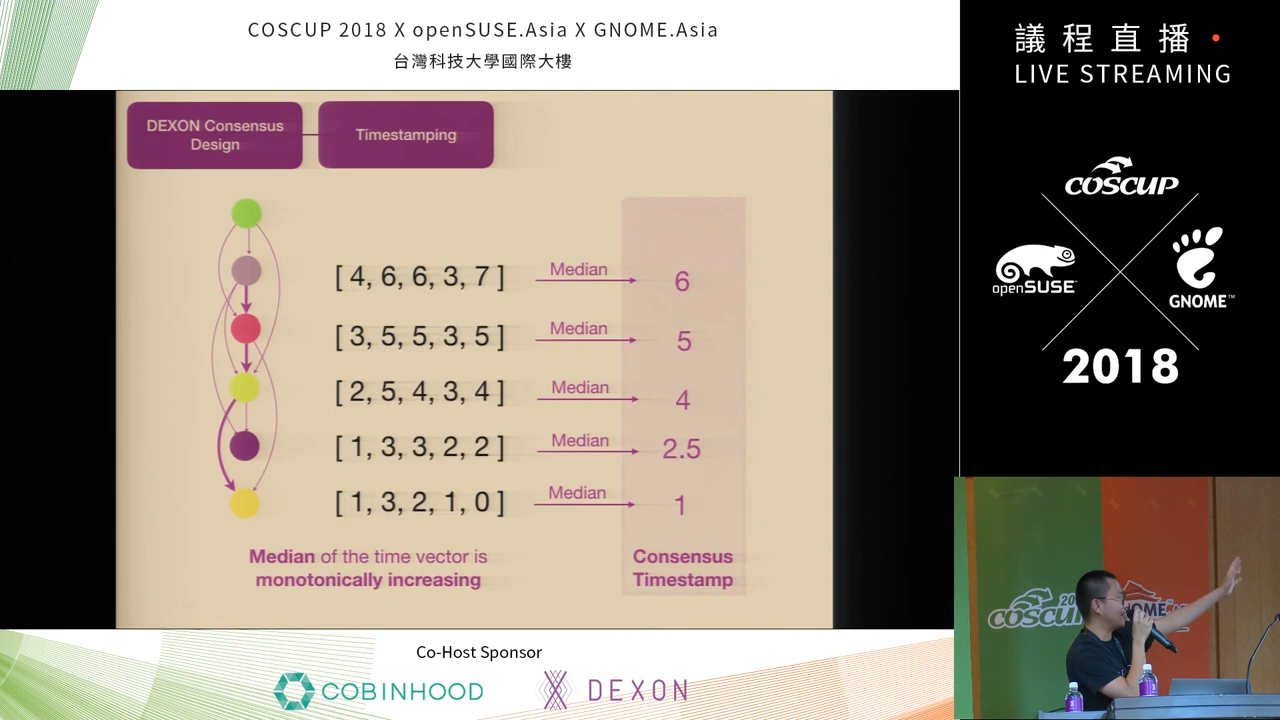 COSCUP 2018 X openSUSE.Asia X GNOME.Asia
台灣科技大學國際大樓
議程直播
LIVE STREAMING
DEXON Consensus
Design
Timestamping
[ 4, 6, 6, 3, 7 ] Median 6
[ 3, 5, 5, 3, 5 ] Median 5
[ 2, 5, 4, 3, 4 ] Median 4
[ 1, 3, 3, 2, 2 ] Median 2.5
[ 1, 3, 2, 1, 0 ] Median 1
Median of the time vector is
monotonically increasing
Consensus
Timestamp
COSCUP
openSUSE
GNOME™
2018
COSCUP
Co-Host Sponsor
COBINHOOD
DEXON